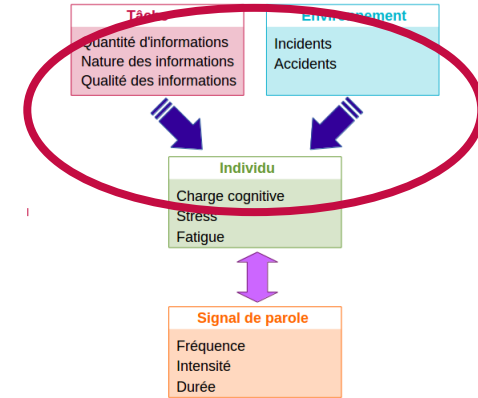 Tâche
Quantité d'informations
Nature des informations
Qualité des informations
Environnement
Incidents
Accidents
Individu
Charge cognitive
Stress
Fatigue
Signal de parole
Fréquence
Intensité
Durée